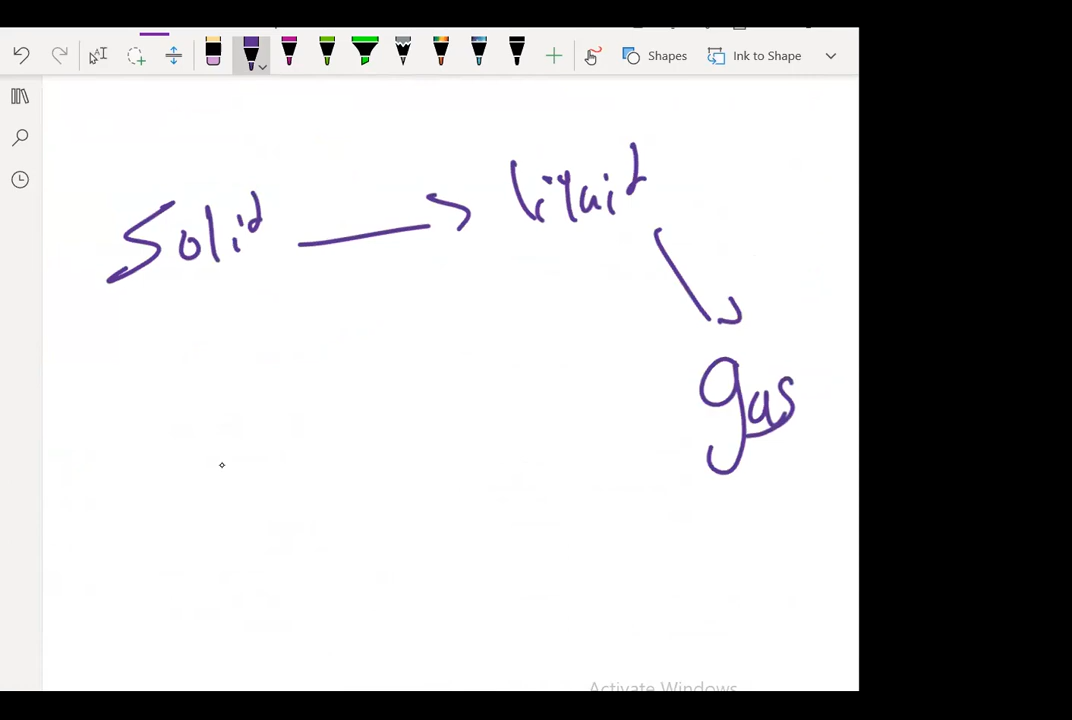 Shapes Ink to Shape
Solid → liquid
gas
Activate Windows